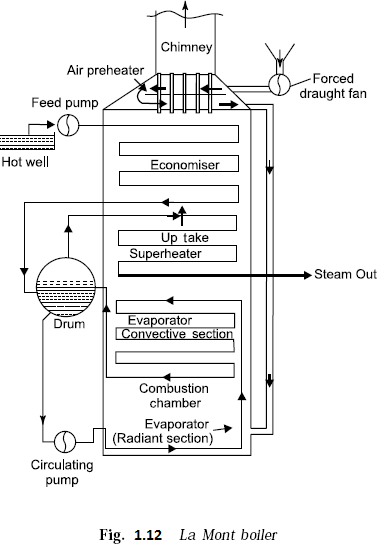 Chimney
Air preheater
Forced
draught fan
Feed pump
Hot well
Economiser
Up take
Superheater
Steam Out
Drum
Evaporator
Convective section
Combustion
chamber
Evaporator
(Radiant section)
Circulating
pump
Fig. 1.12 La Mont boiler